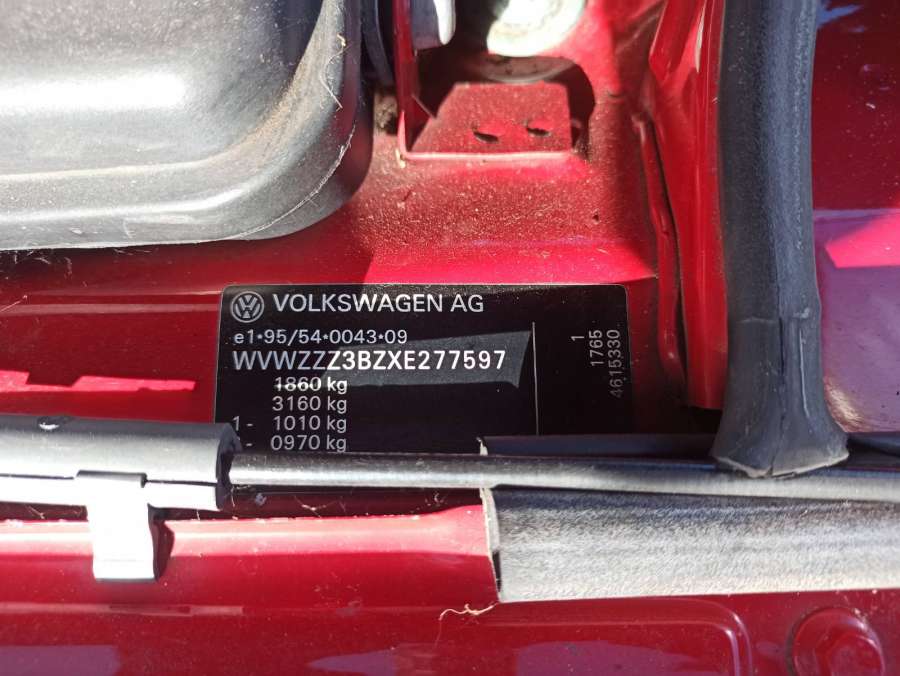 VOLKSWAGEN AG
e1•95/54•0043•09
WVWZZZ3BZXE277597
1860 kg
3160 kg
1 - 1010 kg
- 0970 kg
1
1765
4615330